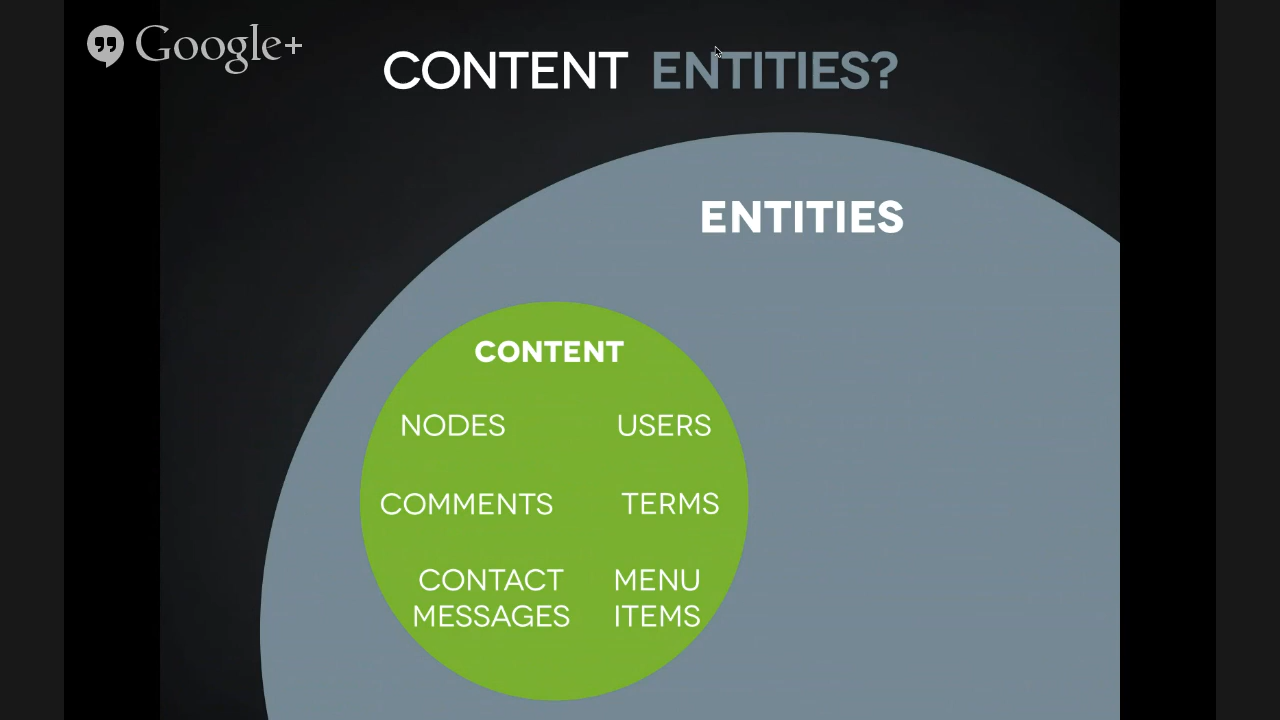 Google+
CONTENT ENTITIES?
ENTITIES
CONTENT
NODES USERS
COMMENTS TERMS
CONTACT MENU
MESSAGES ITEMS